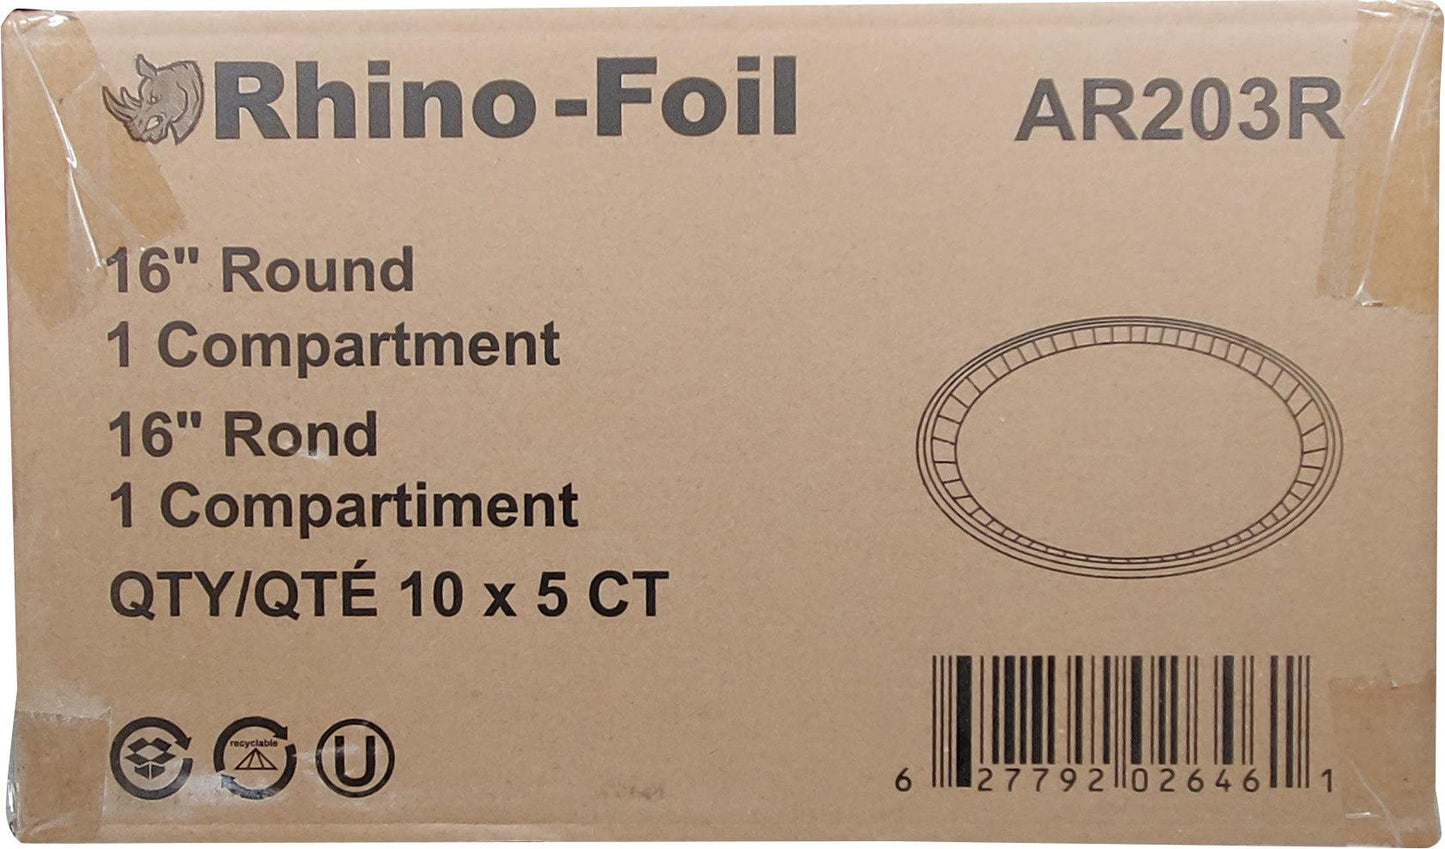 Rhino-Foil
AR203R
16" Round
1 Compartment
16" Rond
1 Compartiment
QTY/QTÉ 10 x 5 CT
recyclable
U
6 27792 02646 1